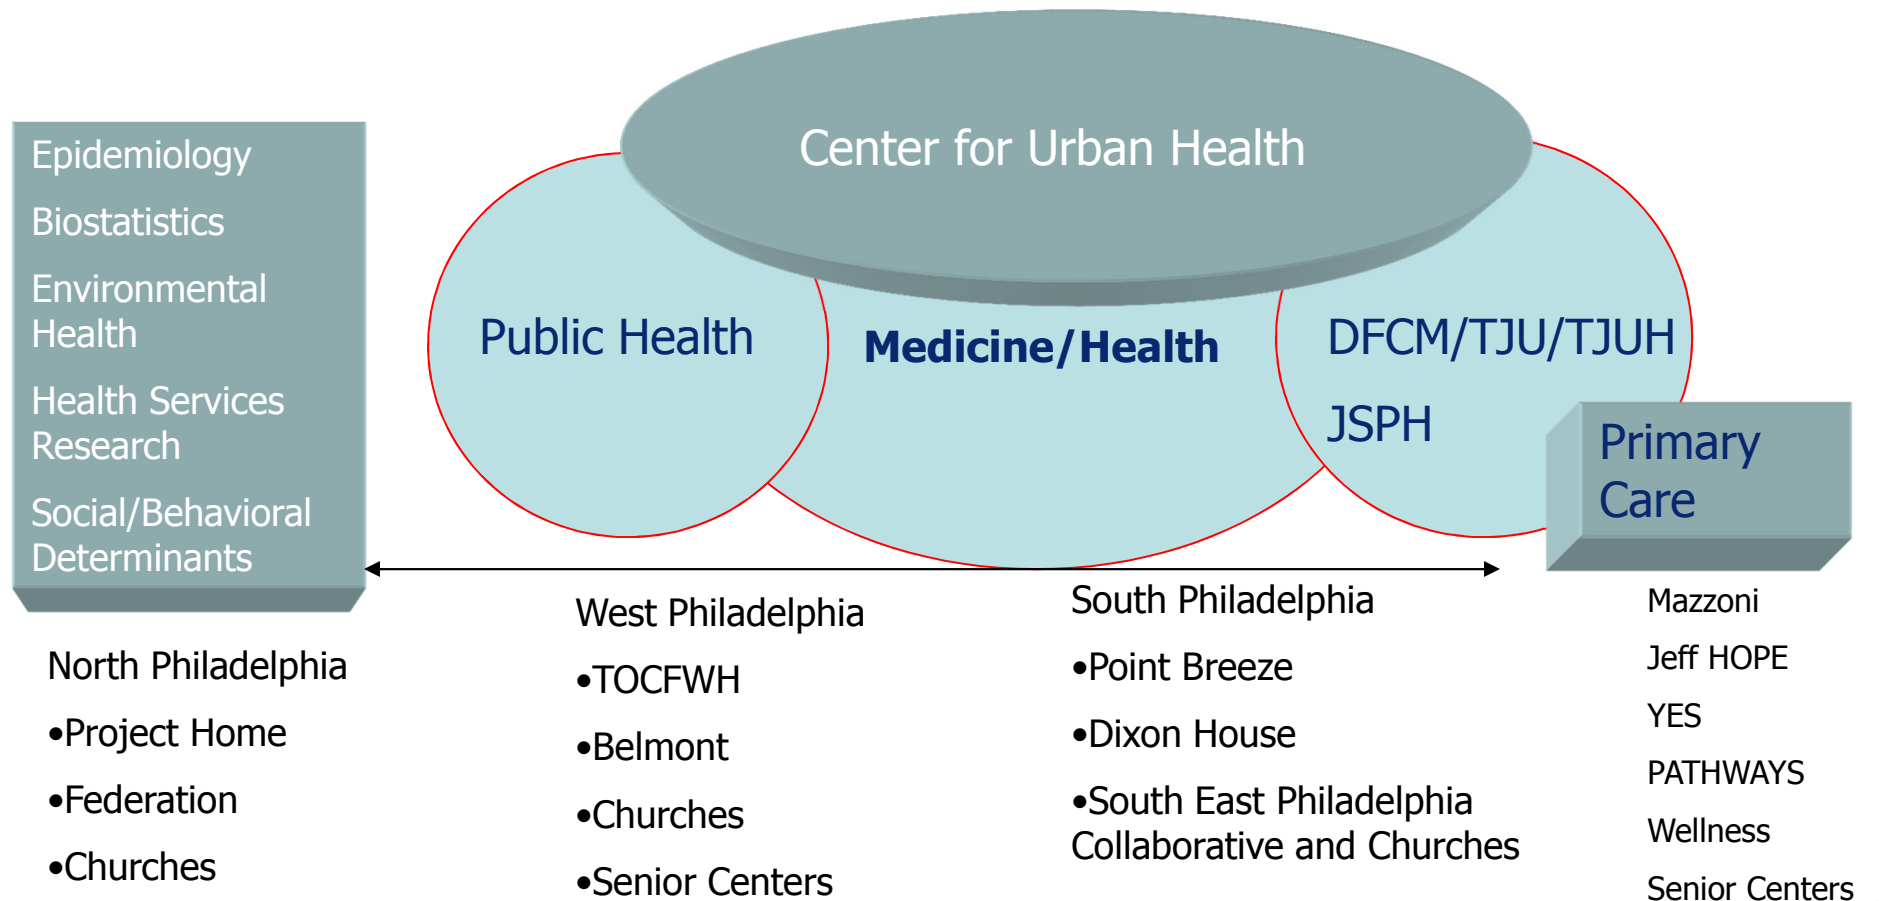 Center for Urban Health
Epidemiology
Biostatistics
Environmental
Health
Health Services
Research
Social/Behavioral
Determinants
Public Health
Medicine/Health
DFCM/TJU/TJUH
JSPH
Primary
Care
North Philadelphia
•Project Home
•Federation
•Churches
West Philadelphia
•TOCFWH
•Belmont
•Churches
•Senior Centers
South Philadelphia
•Point Breeze
•Dixon House
•South East Philadelphia
Collaborative and Churches
Mazzoni
Jeff HOPE
YES
PATHWAYS
Wellness
Senior Centers